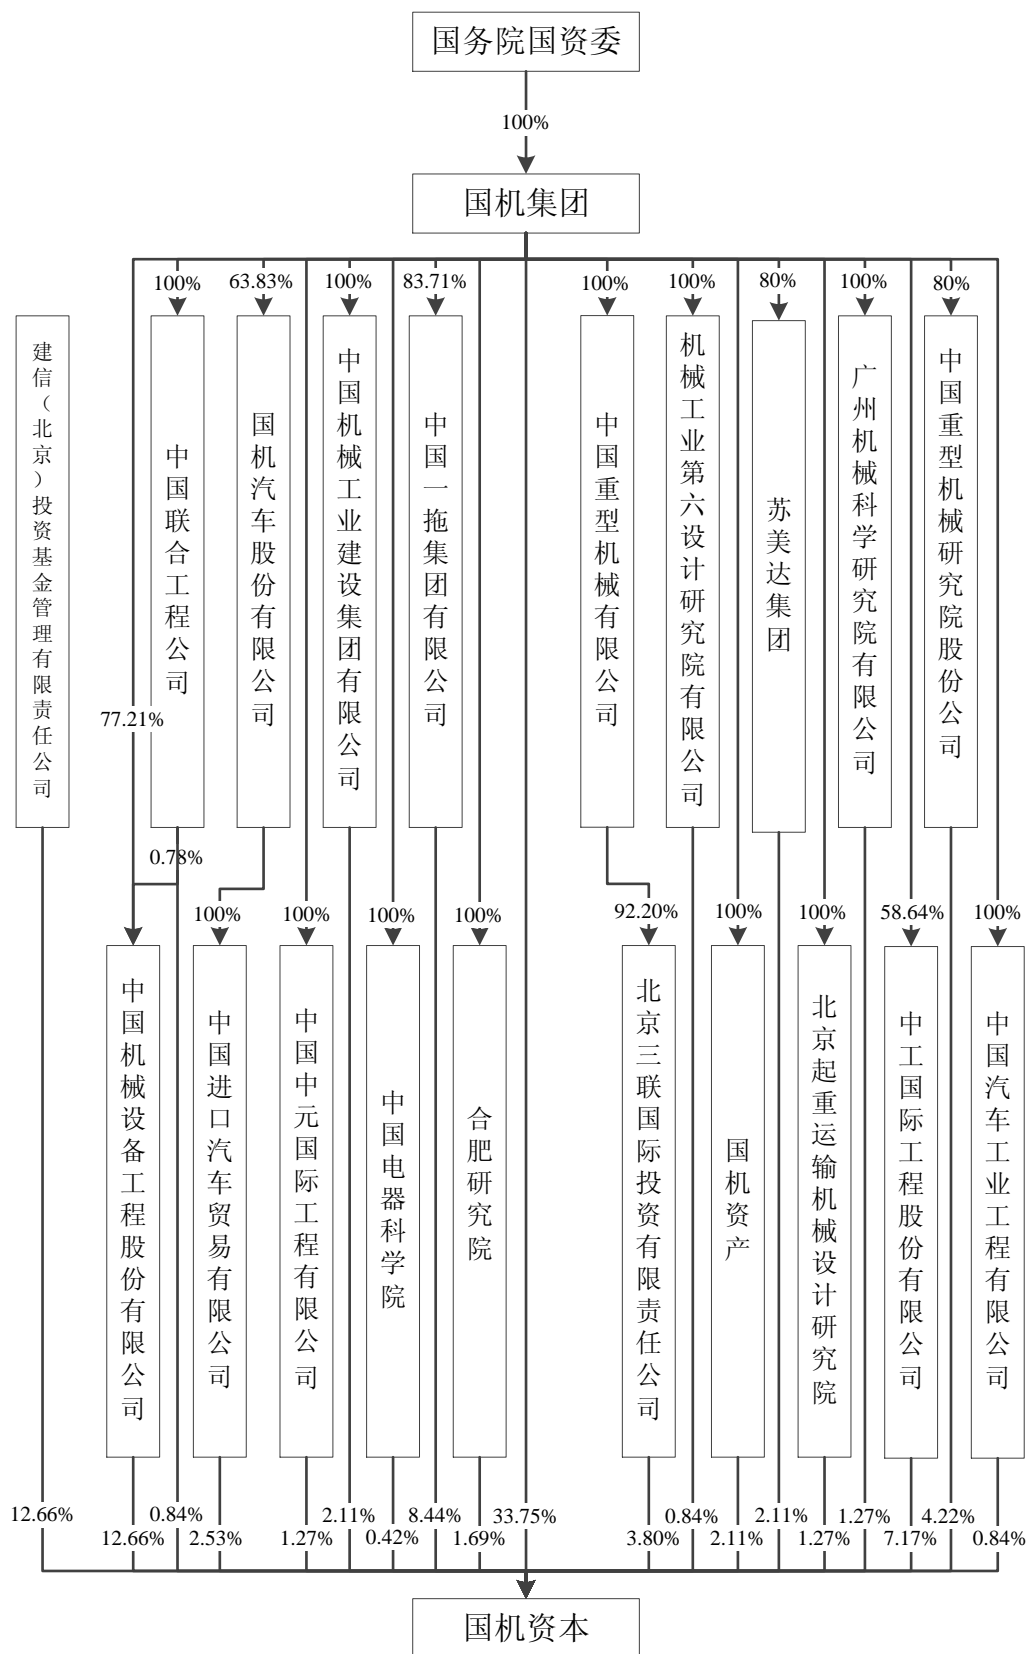 国务院国资委
100%
国机集团
100%
63.83%
100%
83.71%
100%
100%
80%
100%
80%
建信（北京）投资基金管理有限责任公司
中国联合工程公司
国机汽车股份有限公司
中国机械工业建设集团有限公司
中国一拖集团有限公司
中国重型机械有限公司
机械工业第六设计研究院有限公司
苏美达集团
广州机械科学研究院有限公司
中国重型机械研究院股份公司
77.21%
0.78%
100%
100%
100%
100%
92.20%
100%
100%
58.64%
100%
中国机械设备工程股份有限公司
中国进口汽车贸易有限公司
中国中元国际工程有限公司
中国电器科学院
合肥研究院
北京三联国际投资有限责任公司
国机资产
北京起重运输机械设计研究院
中工国际工程股份有限公司
中国汽车工业工程有限公司
12.66%
0.84%
2.11%
8.44%
33.75%
0.84%
2.11%
1.27%
4.22%
12.66%
2.53%
1.27%
0.42%
1.69%
3.80%
2.11%
1.27%
7.17%
0.84%
国机资本